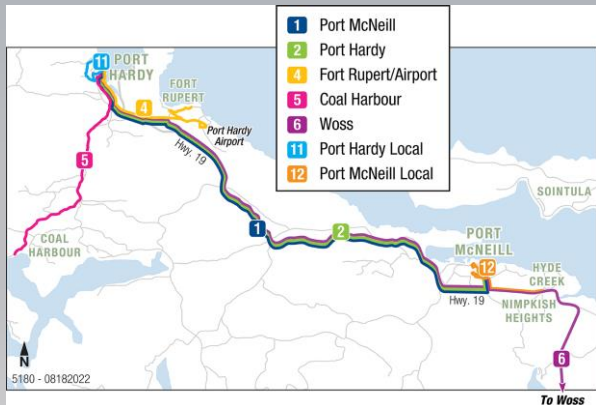 1 Port McNeill
2 Port Hardy
4 Fort Rupert/Airport
5 Coal Harbour
6 Woss
11 Port Hardy Local
12 Port McNeill Local
11
PORT
HARDY
FORT
RUPERT
4
Port Hardy
Airport
Hwy. 19
5
SOINTULA
1
2
PORT
McNEILL
COAL
HARBOUR
12
HYDE
CREEK
Hwy. 19
NIMPKISH
HEIGHTS
6
N
5180 - 08182022
To Woss